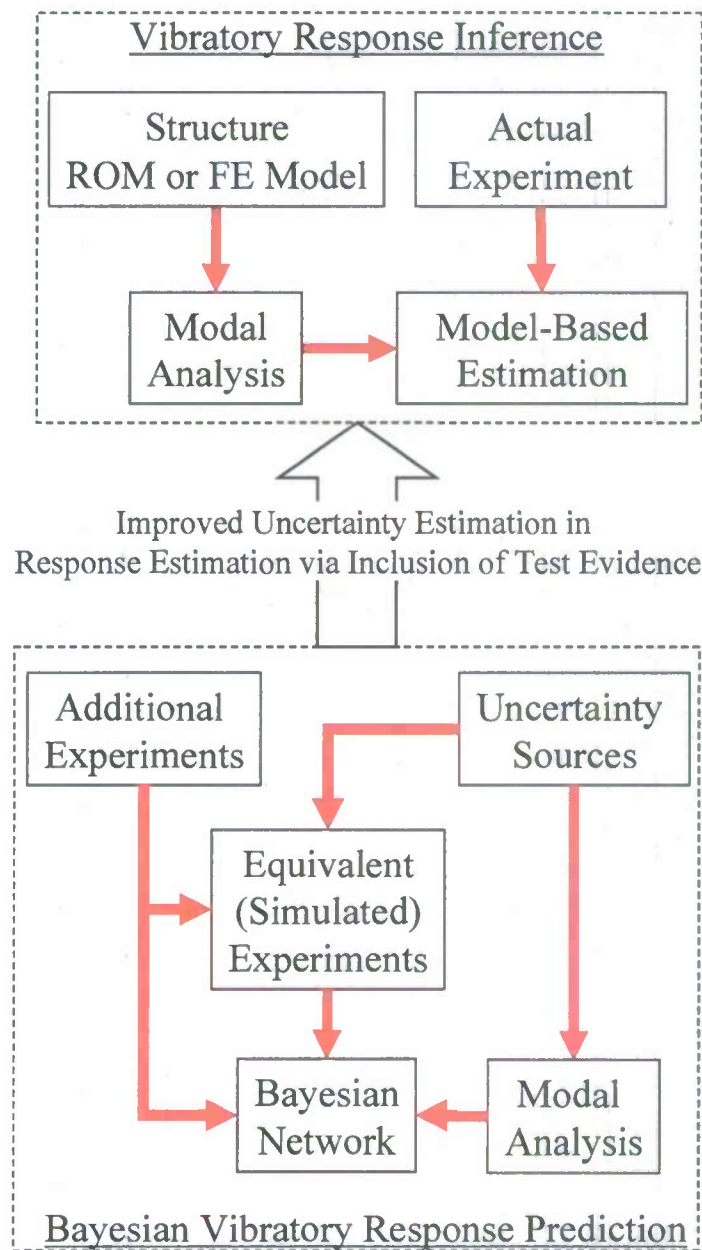 Vibratory Response Inference
Structure
ROM or FE Model
Actual
Experiment
Modal
Analysis
Model-Based
Estimation
Improved Uncertainty Estimation in
Response Estimation via Inclusion of Test Evidence
Additional
Experiments
Uncertainty
Sources
Equivalent
(Simulated)
Experiments
Bayesian
Network
Modal
Analysis
Bayesian Vibratory Response Prediction